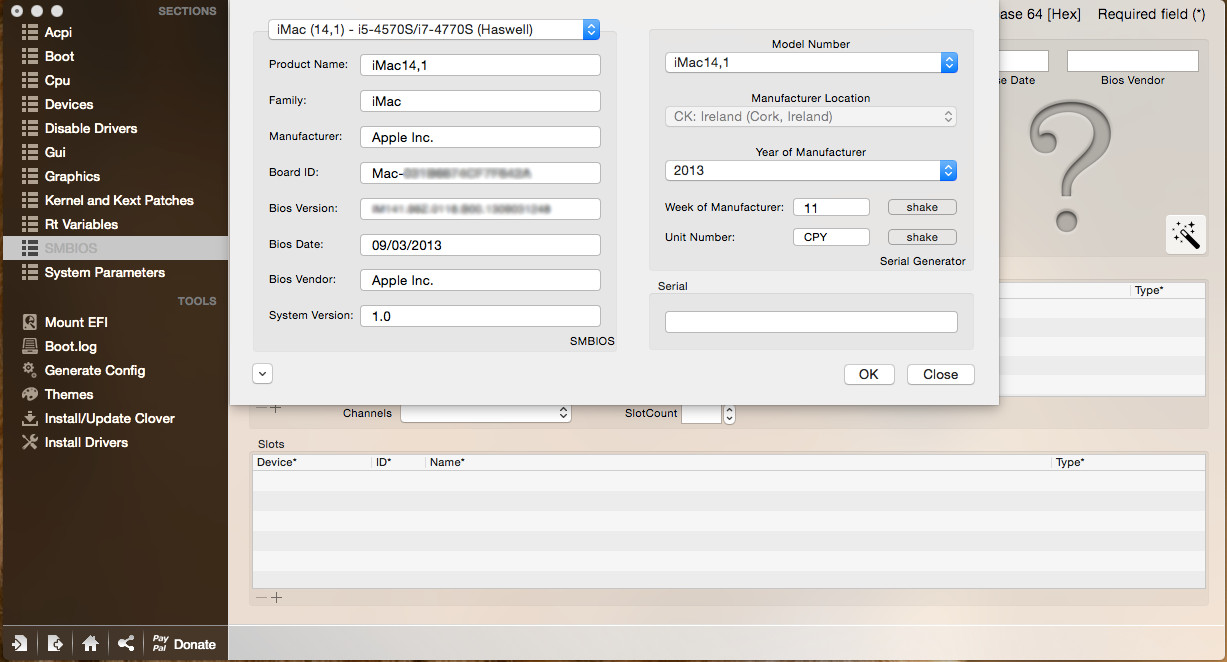 SECTIONS
Acpi
Boot
Cpu
Devices
Disable Drivers
Gui
Graphics
Kernel and Kext Patches
Rt Variables
SMBIOS
System Parameters
TOOLS
Mount EFI
Boot.log
Generate Config
Themes
Install/Update Clover
Install Drivers
Pay
Pal
Donate
iMac (14,1) - i5-4570S/i7-4770S (Haswell)
Product Name: iMac14,1
Family: iMac
Manufacturer: Apple Inc.
Board ID: Mac-
Bios Version:
Bios Date: 09/03/2013
Bios Vendor: Apple Inc.
System Version: 1.0
SMBIOS
Model Number
iMac14,1
Manufacturer Location
CK: Ireland (Cork, Ireland)
Year of Manufacturer
2013
Week of Manufacturer: 11 shake
Unit Number: CPY shake
Serial Generator
Serial
OK Close
ase 64 [Hex] Required field (*)
se Date Bios Vendor
Type*
Channels SlotCount
Slots
Device* ID* Name* Type*